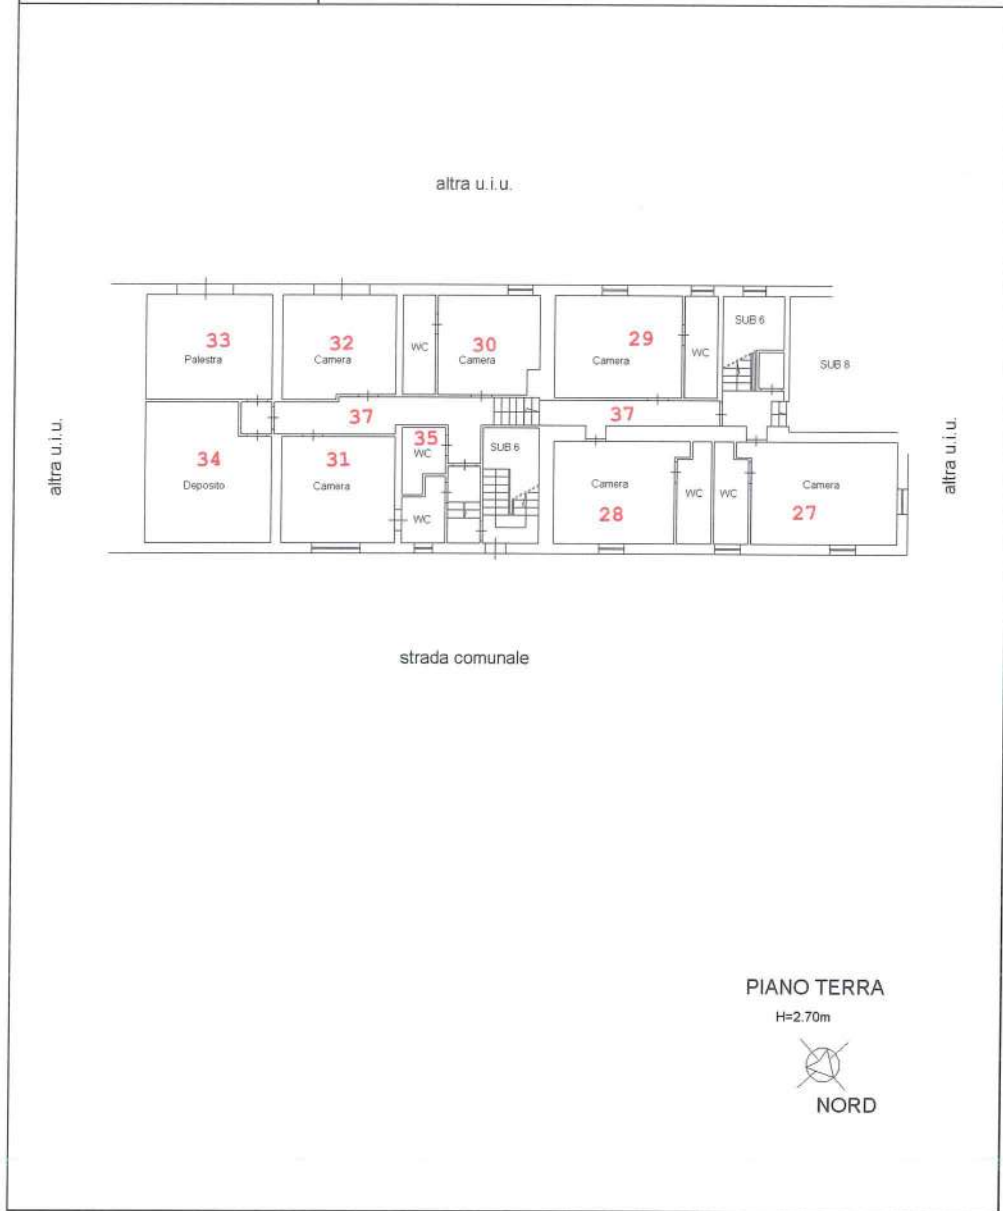 altra u.i.u.
SUB 6
33
32
30
29
WC
WC
Palestra
Camera
Camera
Camera
SUB 8
37
37
altra u.i.u.
35
altra u.i.u.
34
31
WC
SUB 6
Deposito
Camera
Camera
Camera
WC
WC
WC
28
27
strada comunale
PIANO TERRA
H=2.70m
NORD